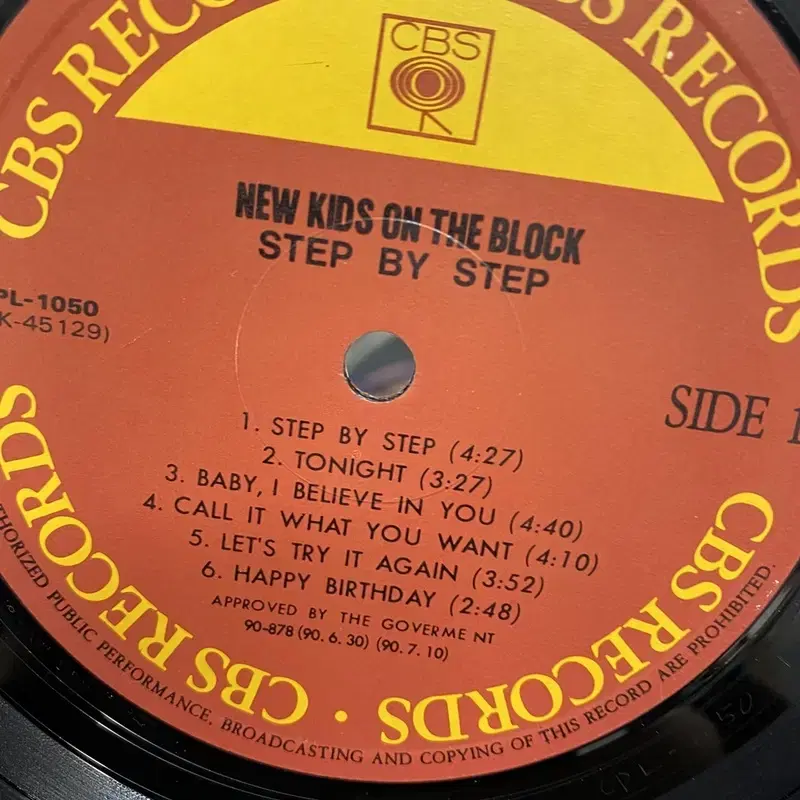 CBS RECORDS
CBS RECORDS
CBS
NEW KIDS ON THE BLOCK
STEP BY STEP
PL-1050
K-45129)
SIDE 1
1. STEP BY STEP (4:27)
2. TONIGHT (3:27)
3. BABY, I BELIEVE IN YOU (4:40)
4. CALL IT WHAT YOU WANT (4:10)
5. LET'S TRY IT AGAIN (3:52)
6. HAPPY BIRTHDAY (2:48)
APPROVED BY THE GOVERME NT
90-878 (90. 6. 30) (90. 7. 10)
CBS RECORDS · CBS RECORDS
THORIZED PUBLIC PERFORMANCE, BROADCASTING AND COPYING OF THIS RECORD ARE PROHIBITED.